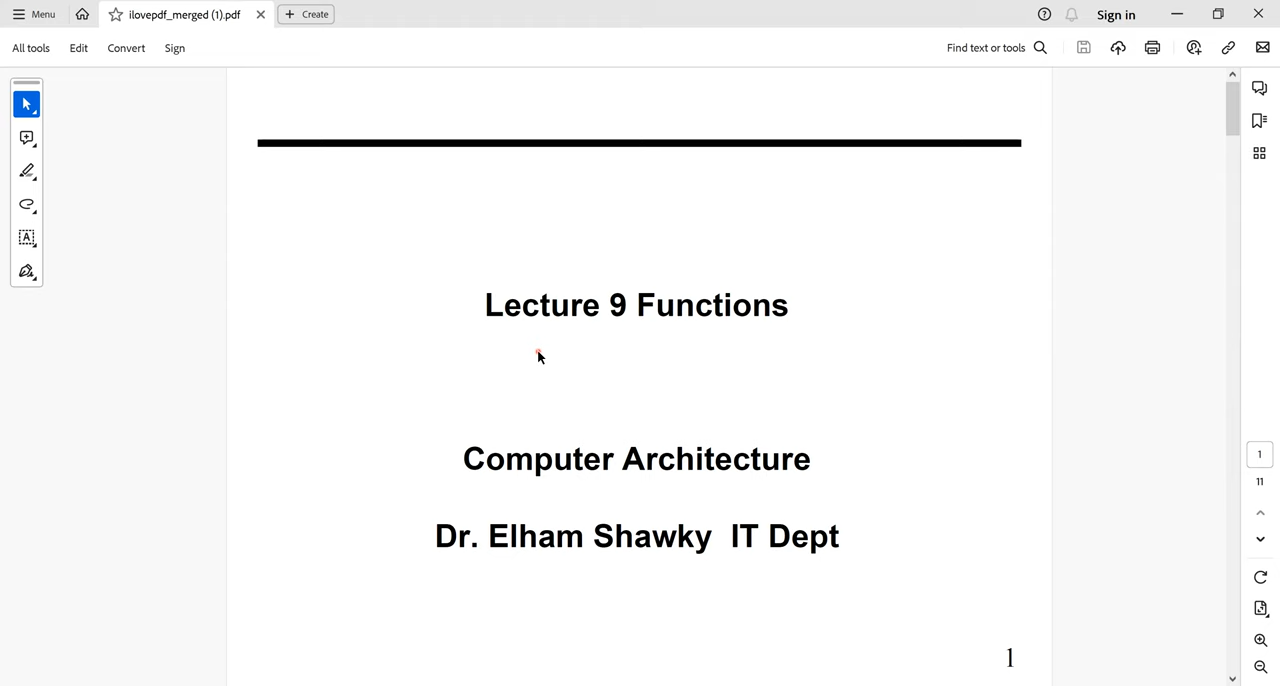 Menu
ilovepdf_merged (1).pdf
Create
Sign in
All tools
Edit
Convert
Sign
Find text or tools
Lecture 9 Functions
Computer Architecture
Dr. Elham Shawky IT Dept
1
1
11